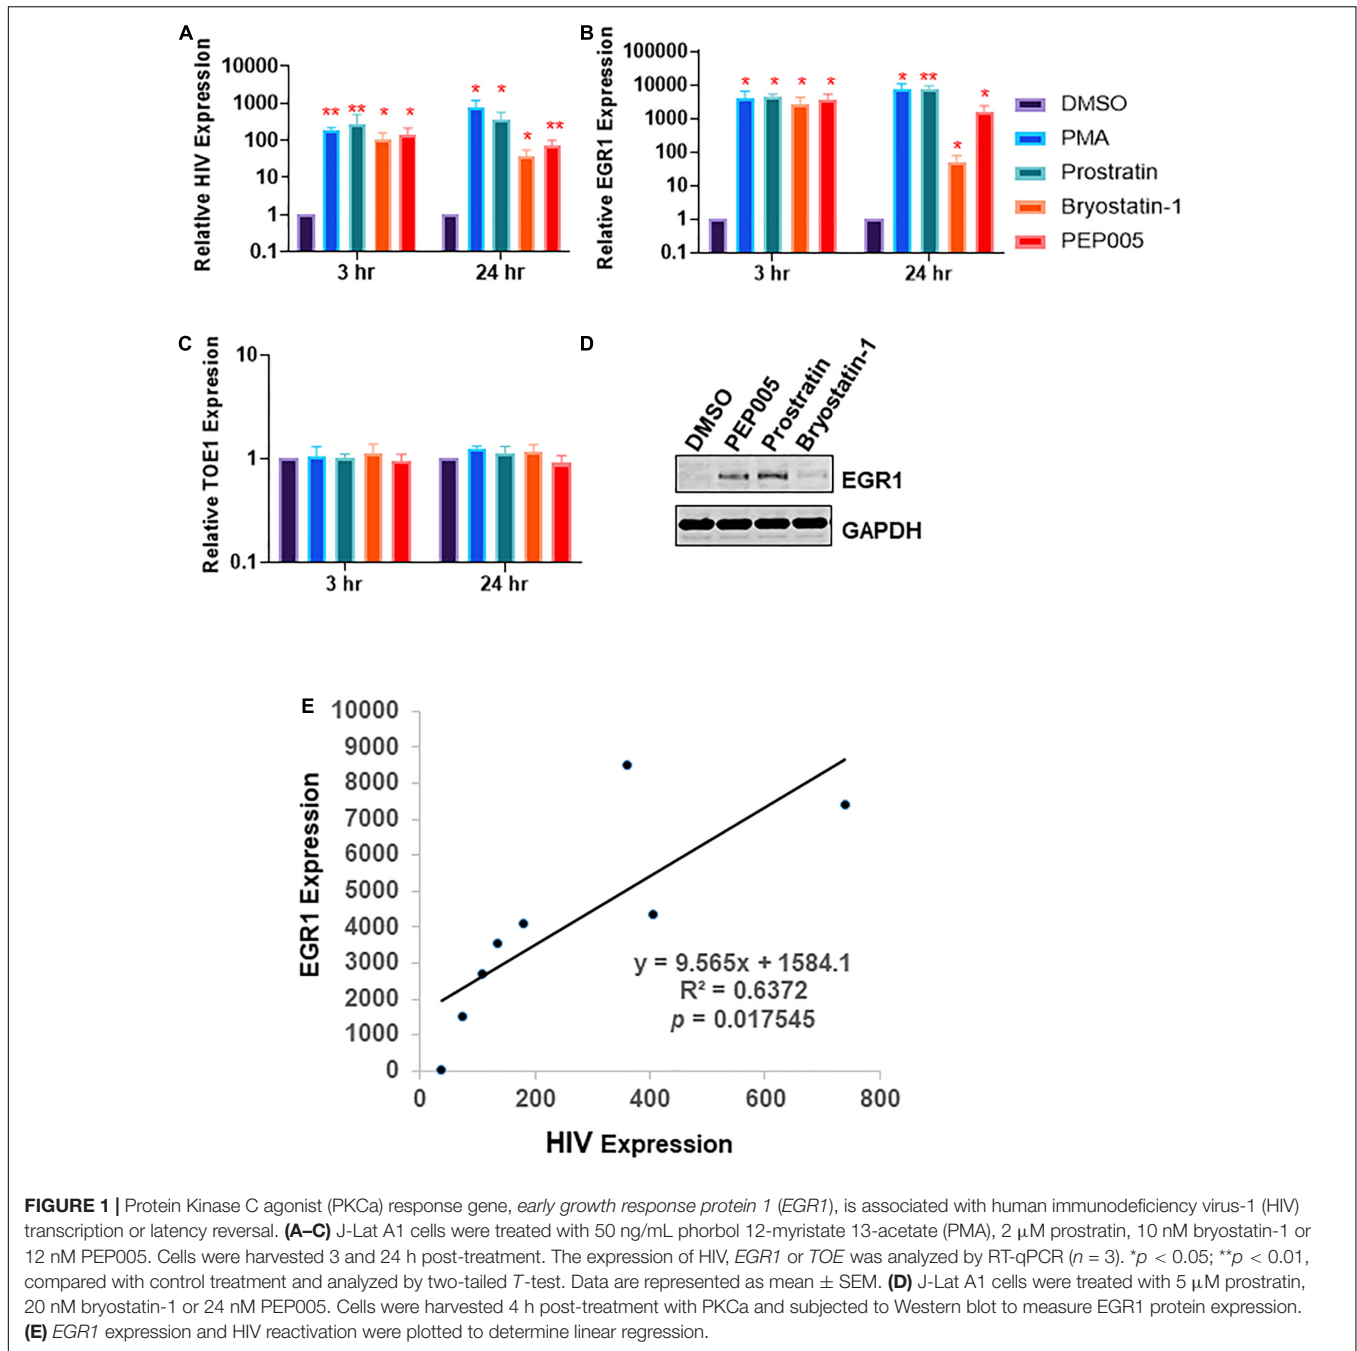 A
Relative HIV Expression
10000
1000
100
10
1
0.1
** ** * *
* * * **
3 hr 24 hr
B
Relative EGR1 Expression
100000
10000
1000
100
10
1
0.1
* * * *
* ** * *
3 hr 24 hr
DMSO
PMA
Prostratin
Bryostatin-1
PEP005
C
Relative TOE1 Expresion
10
1
0.1
3 hr 24 hr
D
DMSO
PEP005
Prostratin
Bryostatin-1
EGR1
GAPDH
E
EGR1 Expression
10000
9000
8000
7000
6000
5000
4000
3000
2000
1000
0
y = 9.565x + 1584.1
R² = 0.6372
p = 0.017545
0 200 400 600 800
HIV Expression
FIGURE 1 | Protein Kinase C agonist (PKCa) response gene, early growth response protein 1 (EGR1), is associated with human immunodeficiency virus-1 (HIV)
transcription or latency reversal. (A–C) J-Lat A1 cells were treated with 50 ng/mL phorbol 12-myristate 13-acetate (PMA), 2 μM prostratin, 10 nM bryostatin-1 or
12 nM PEP005. Cells were harvested 3 and 24 h post-treatment. The expression of HIV, EGR1 or TOE was analyzed by RT-qPCR (n = 3). *p < 0.05; **p < 0.01,
compared with control treatment and analyzed by two-tailed T-test. Data are represented as mean ± SEM. (D) J-Lat A1 cells were treated with 5 μM prostratin,
20 nM bryostatin-1 or 24 nM PEP005. Cells were harvested 4 h post-treatment with PKCa and subjected to Western blot to measure EGR1 protein expression.
(E) EGR1 expression and HIV reactivation were plotted to determine linear regression.